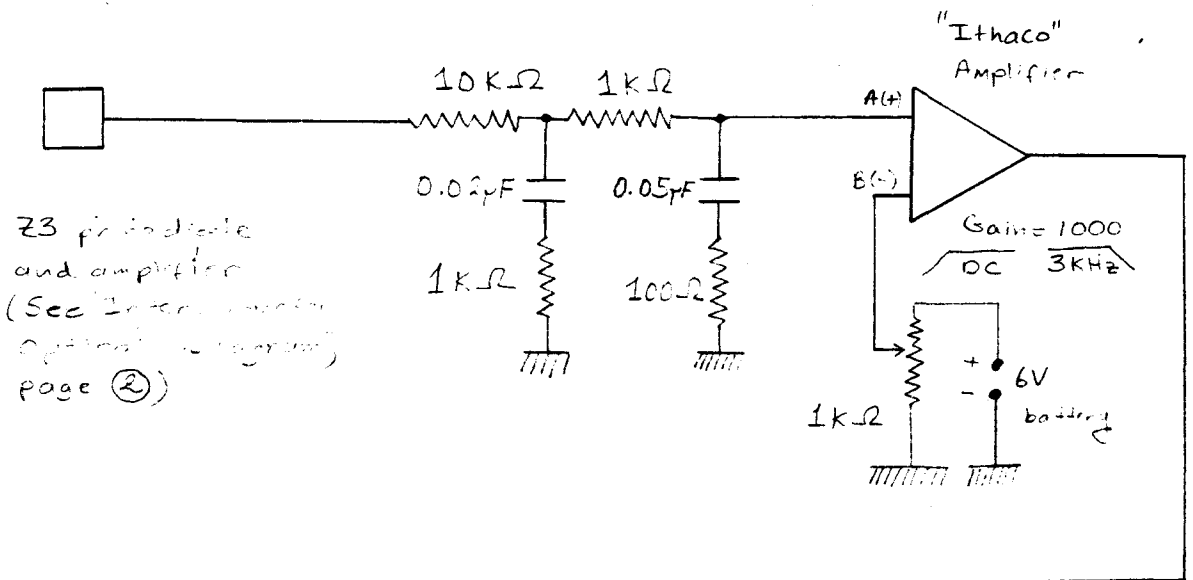 "Ithaco"
Amplifier
10KΩ
1KΩ
A(+)
0.02μF
0.05μF
B(-)
Z3
and amplifier
(See
page ②)
1KΩ
100Ω
Gain = 1000
DC 3KHz
+
-
6V
battery
1KΩ